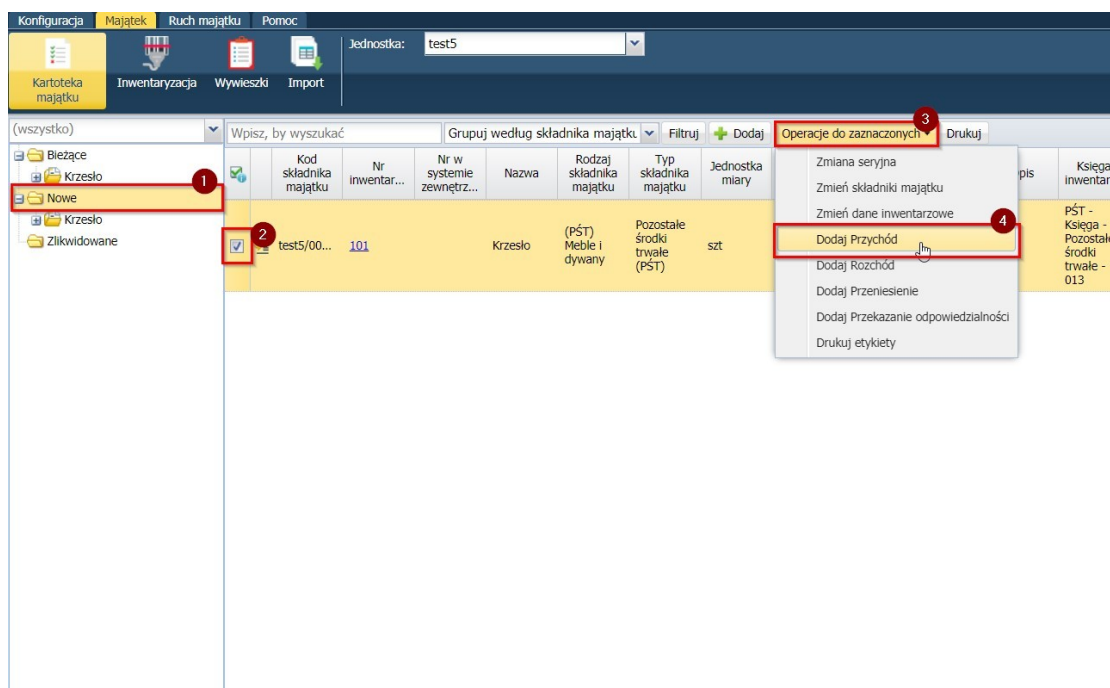 Konfiguracja Majątek Ruch majątku Pomoc
Jednostka: test5
Kartoteka majątku Inwentaryzacja Wywieszki Import
(wszystko)
Wpisz, by wyszukać Grupuj według składnika majątku Filtruj Dodaj Operacje do zaznaczonych 3 Drukuj
Bieżące
Krzesło
1
Nowe
Krzesło
Zlikwidowane
Kod składnika majątku
Nr inwentar...
Nr w systemie zewnętrz...
Nazwa
Rodzaj składnika majątku
Typ składnika majątku
Jednostka miary
pis
Księga inwentar
2
test5/00...
101
Krzesło
(PŚT) Meble i dywany
Pozostałe środki trwałe (PŚT)
szt
PŚT - Księga - Pozostałe środki trwałe - 013
Zmiana seryjna
Zmień składniki majątku
Zmień dane inwentarzowe
4
Dodaj Przychód
Dodaj Rozchód
Dodaj Przeniesienie
Dodaj Przekazanie odpowiedzialności
Drukuj etykiety